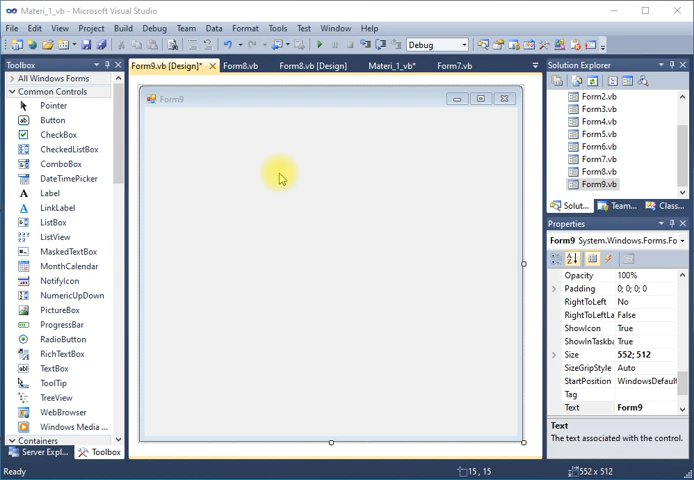 Materi_1_vb - Microsoft Visual Studio
File Edit View Project Build Debug Team Data Format Tools Test Window Help
Debug
Toolbox
All Windows Forms
Common Controls
Pointer
Button
CheckBox
CheckedListBox
ComboBox
DateTimePicker
Label
LinkLabel
ListBox
ListView
MaskedTextBox
MonthCalendar
NotifyIcon
NumericUpDown
PictureBox
ProgressBar
RadioButton
RichTextBox
TextBox
ToolTip
TreeView
WebBrowser
Windows Media ...
Containers
Server Expl... Toolbox
Form9.vb [Design]* Form8.vb Form8.vb [Design] Materi_1_vb* Form7.vb
Form9
Solution Explorer
Form2.vb
Form3.vb
Form4.vb
Form5.vb
Form6.vb
Form7.vb
Form8.vb
Form9.vb
Solut... Team... Class...
Properties
Form9 System.Windows.Forms.Fo
Opacity 100%
Padding 0; 0; 0; 0
RightToLeft No
RightToLeftLa False
ShowIcon True
ShowInTaskba True
Size 552; 512
SizeGripStyle Auto
StartPosition WindowsDefault
Tag
Text Form9
Text
The text associated with the control.
Ready 15, 15 552 x 512